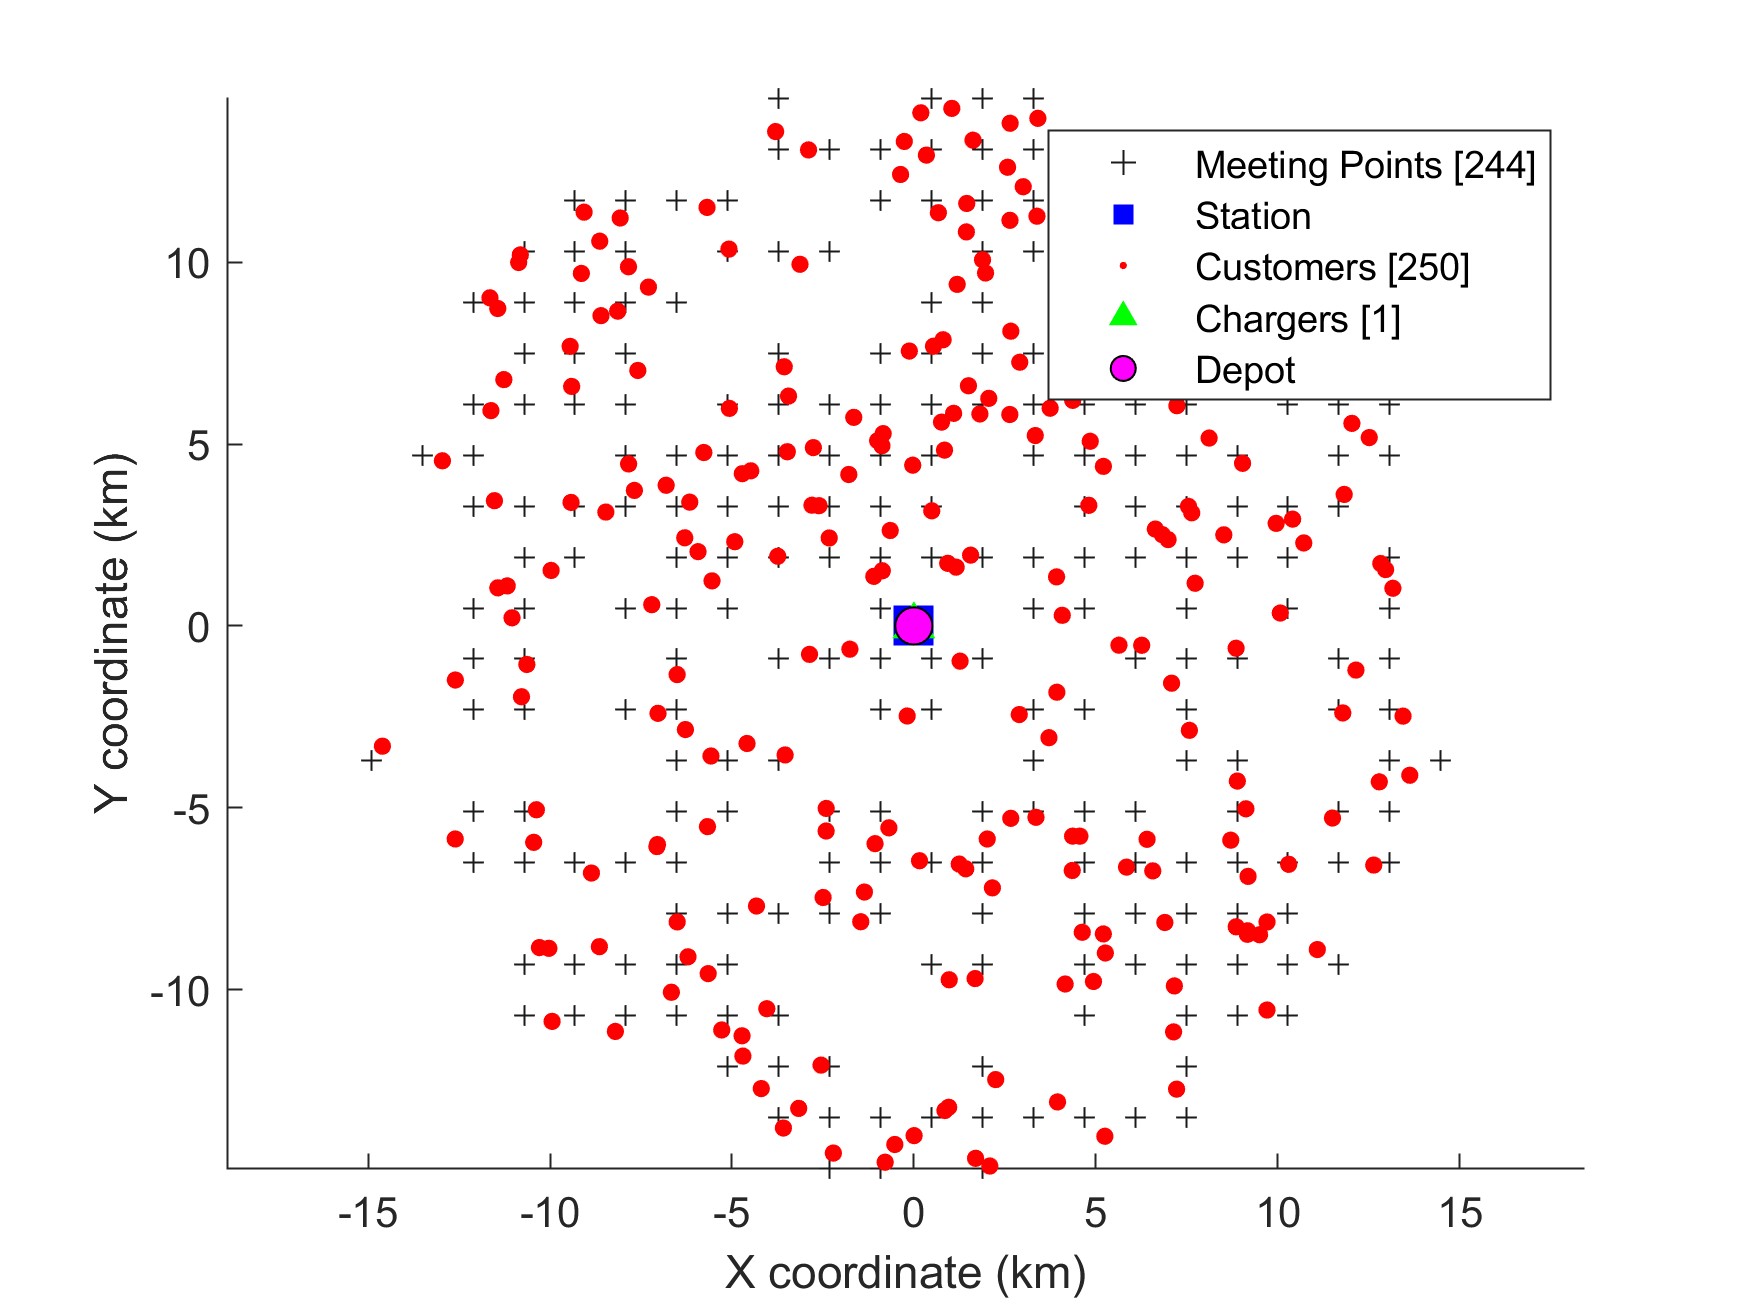 Meeting Points [244]
Station
Customers [250]
Chargers [1]
Depot
10
5
0
-5
-10
Y coordinate (km)
-15 -10 -5 0 5 10 15
X coordinate (km)